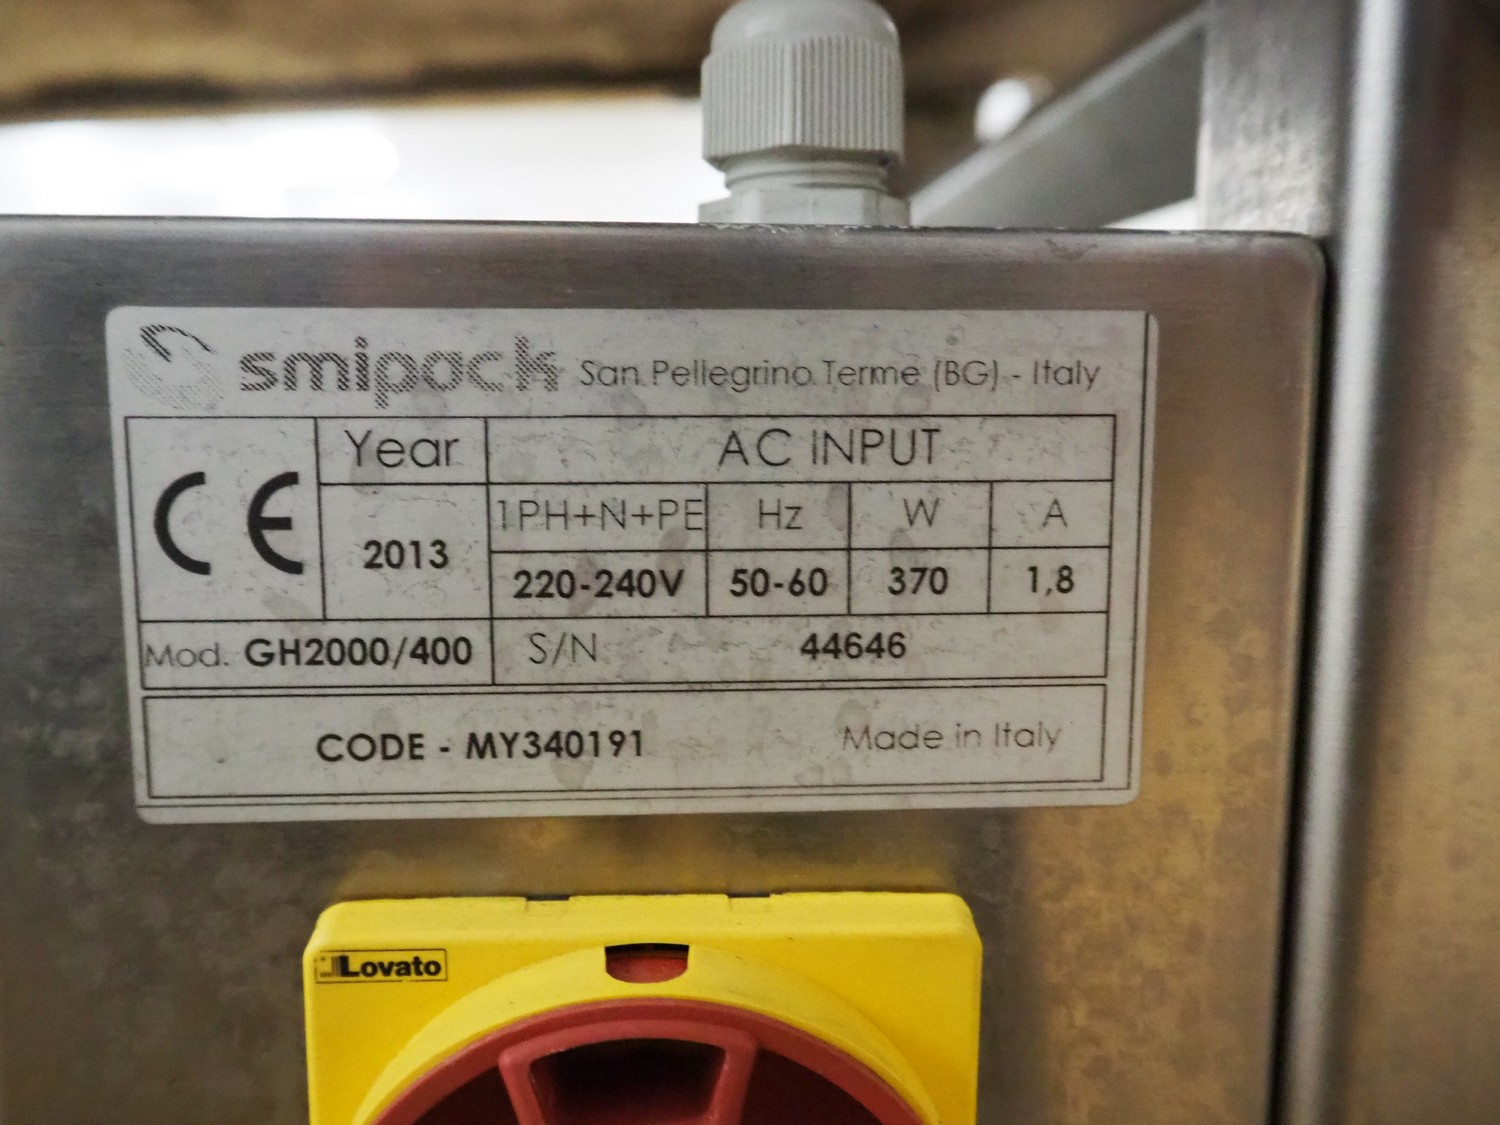 smipack San Pellegrino Terme (BG) - Italy
CE Year AC INPUT
2013 1PH+N+PE Hz W A
220-240V 50-60 370 1,8
Mod. GH2000/400 S/N 44646
CODE - MY340191 Made in Italy
Lovato